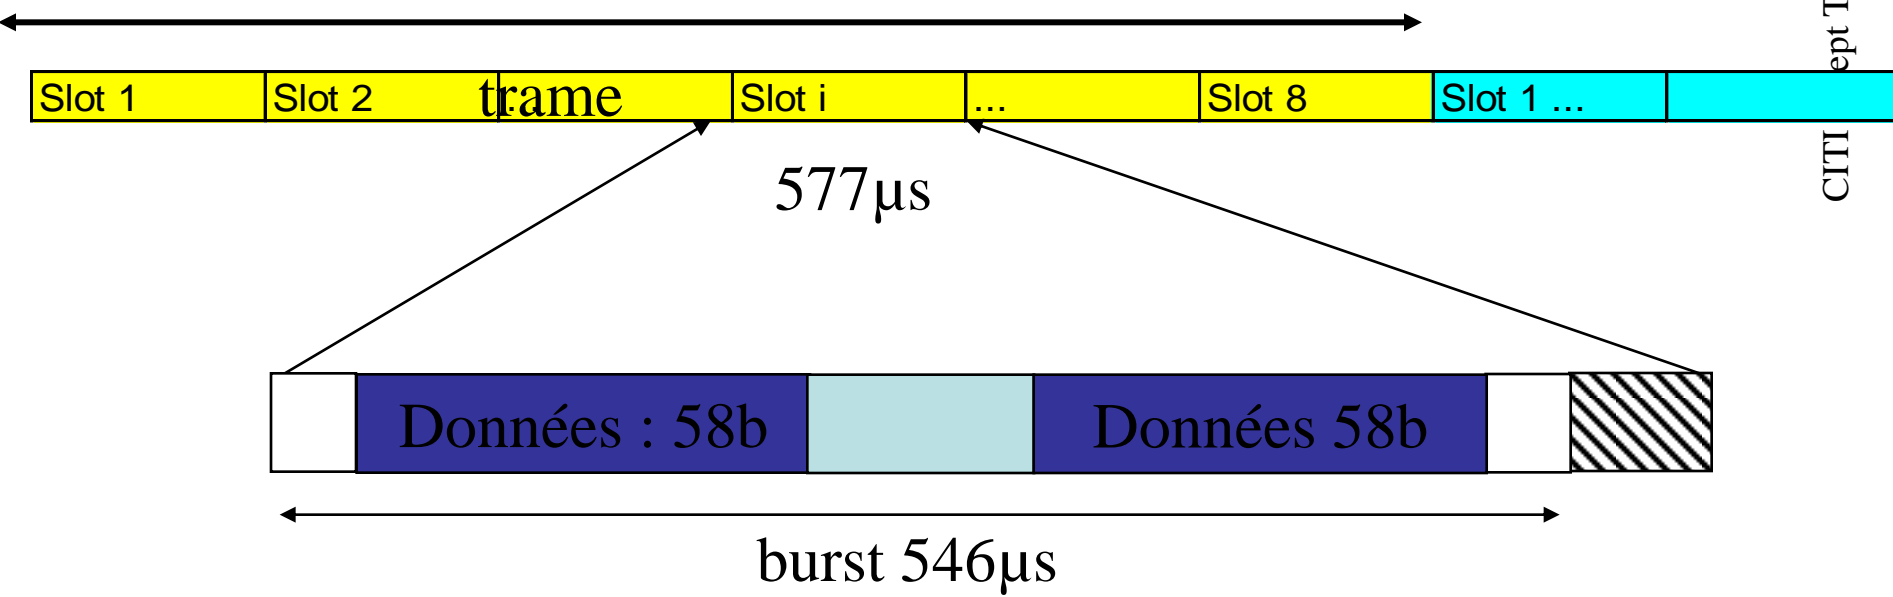 Slot 1 Slot 2 trame Slot i ... Slot 8 Slot 1 ...
577µs
Données : 58b Données 58b
burst 546µs
CITI